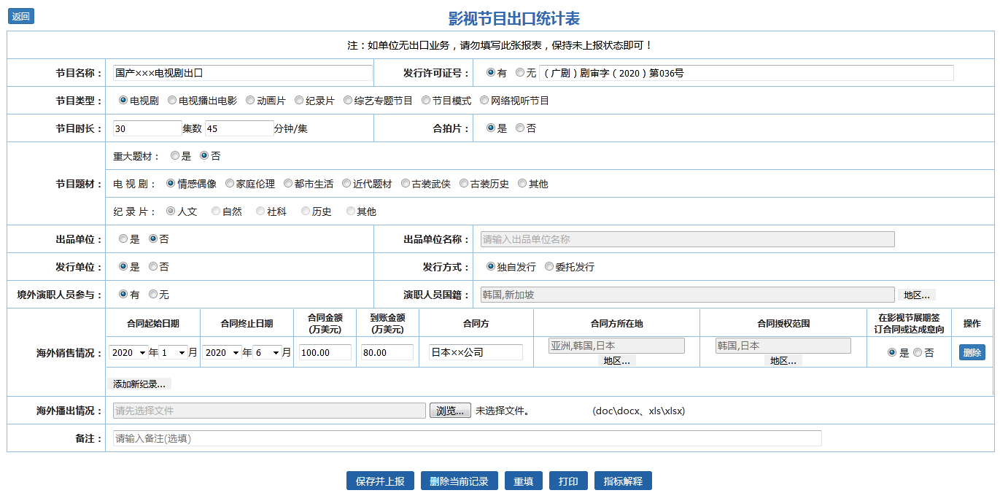 返回
影视节目出口统计表
注：如单位无出口业务，请勿填写此张报表，保持未上报状态即可！
节目名称： 国产×××电视剧出口 发行许可证号： 有 无 （广剧）剧审字（2020）第036号
节目类型： 电视剧 电视播出电影 动画片 纪录片 综艺专题节目 节目模式 网络视听节目
节目时长： 30 集数 45 分钟/集 合拍片： 是 否
重大题材： 是 否
节目题材： 电 视 剧： 情感偶像 家庭伦理 都市生活 近代题材 古装武侠 古装历史 其他
纪 录 片： 人文 自然 社科 历史 其他
出品单位： 是 否 出品单位名称： 请输入出品单位名称
发行单位： 是 否 发行方式： 独自发行 委托发行
境外演职人员参与： 有 无 演职人员国籍： 韩国,新加坡 地区...
合同起始日期 合同终止日期 合同金额 (万美元) 到账金额 (万美元) 合同方 合同方所在地 合同授权范围 在影视节展期签 订合同或达成意向 操作
海外销售情况： 2020 年 1 月 2020 年 6 月 100.00 80.00 日本××公司 亚洲,韩国,日本 地区... 韩国,日本 地区... 是 否 删除
添加新纪录...
海外播出情况： 请先选择文件 浏览... 未选择文件。 (doc\docx、xls\xlsx)
备注： 请输入备注(选填)
保存并上报 删除当前记录 重填 打印 指标解释